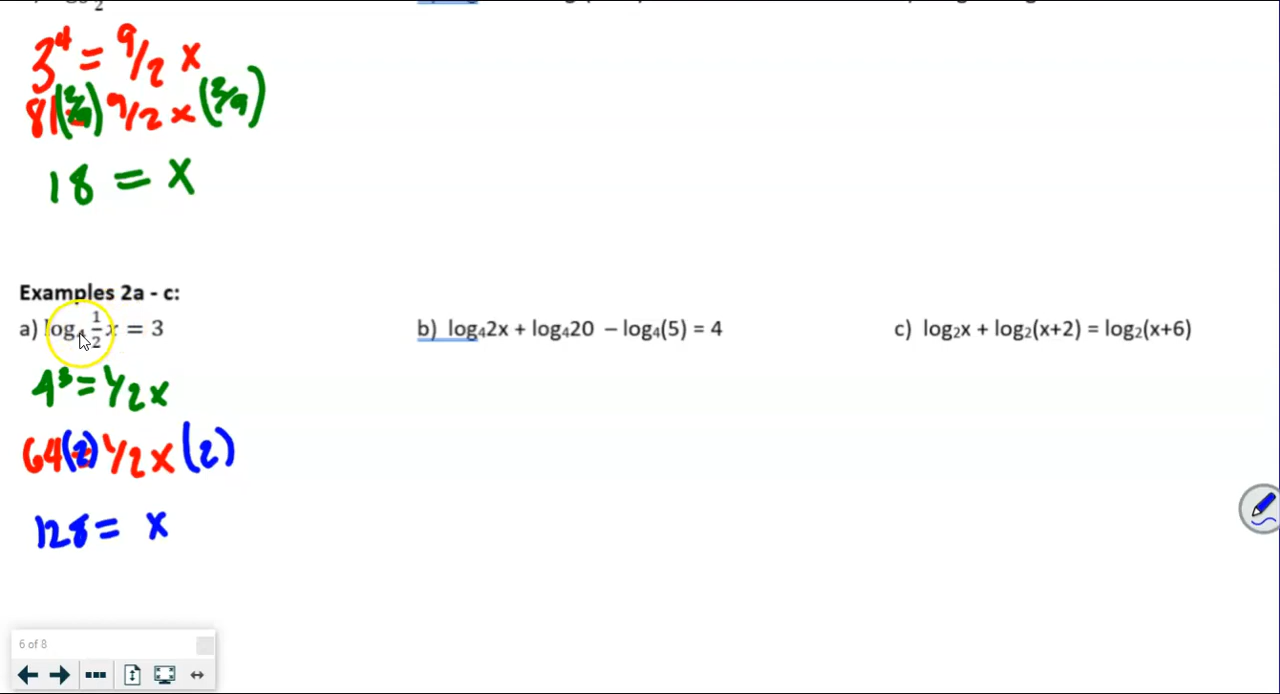 3⁴ = 9/2 x
81(2/9) 9/2 x (2/9)
18 = x
Examples 2a - c:
a) log₄ 1/2 x = 3
b) log₄2x + log₄20 – log₄(5) = 4
c) log₂x + log₂(x+2) = log₂(x+6)
4³ = 1/2 x
64(2) 1/2 x (2)
128 = x
6 of 8